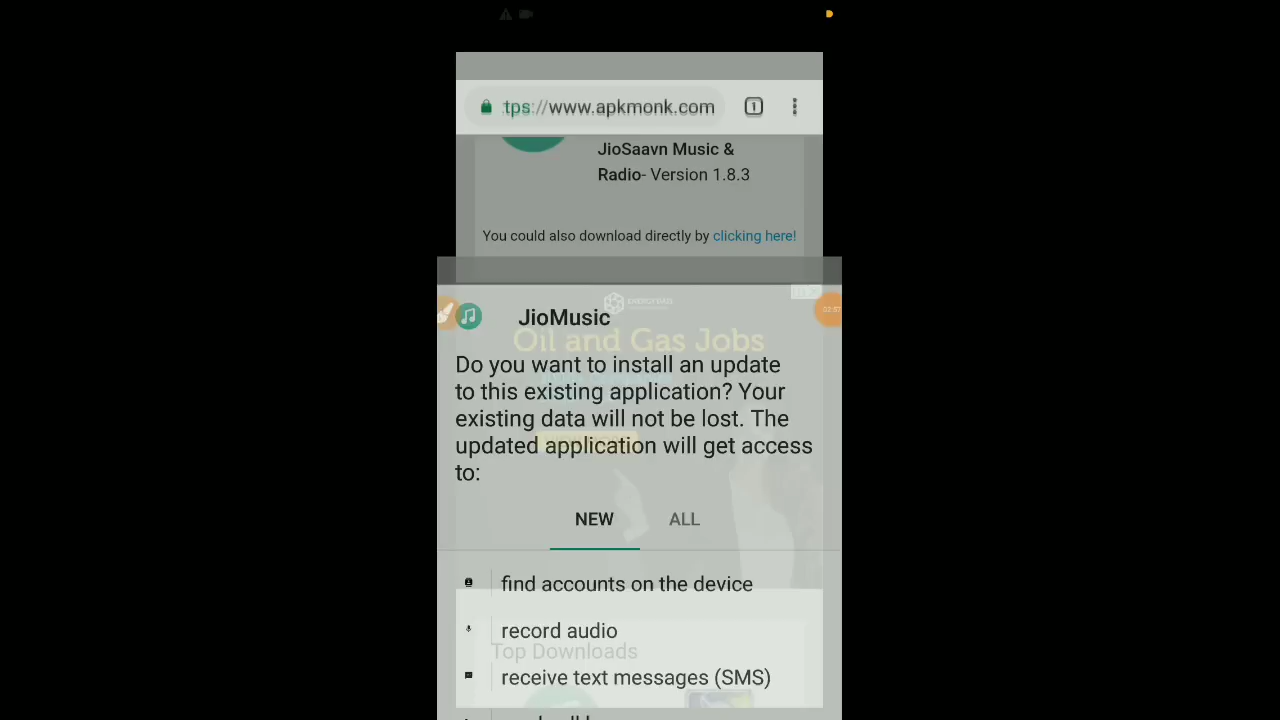 tps://www.apkmonk.com
1
JioSaavn Music &
Radio- Version 1.8.3
You could also download directly by clicking here!
JioMusic
Oil and Gas Jobs
Do you want to install an update
to this existing application? Your
existing data will not be lost. The
updated application will get access
to:
NEW ALL
find accounts on the device
record audio
Top Downloads
receive text messages (SMS)